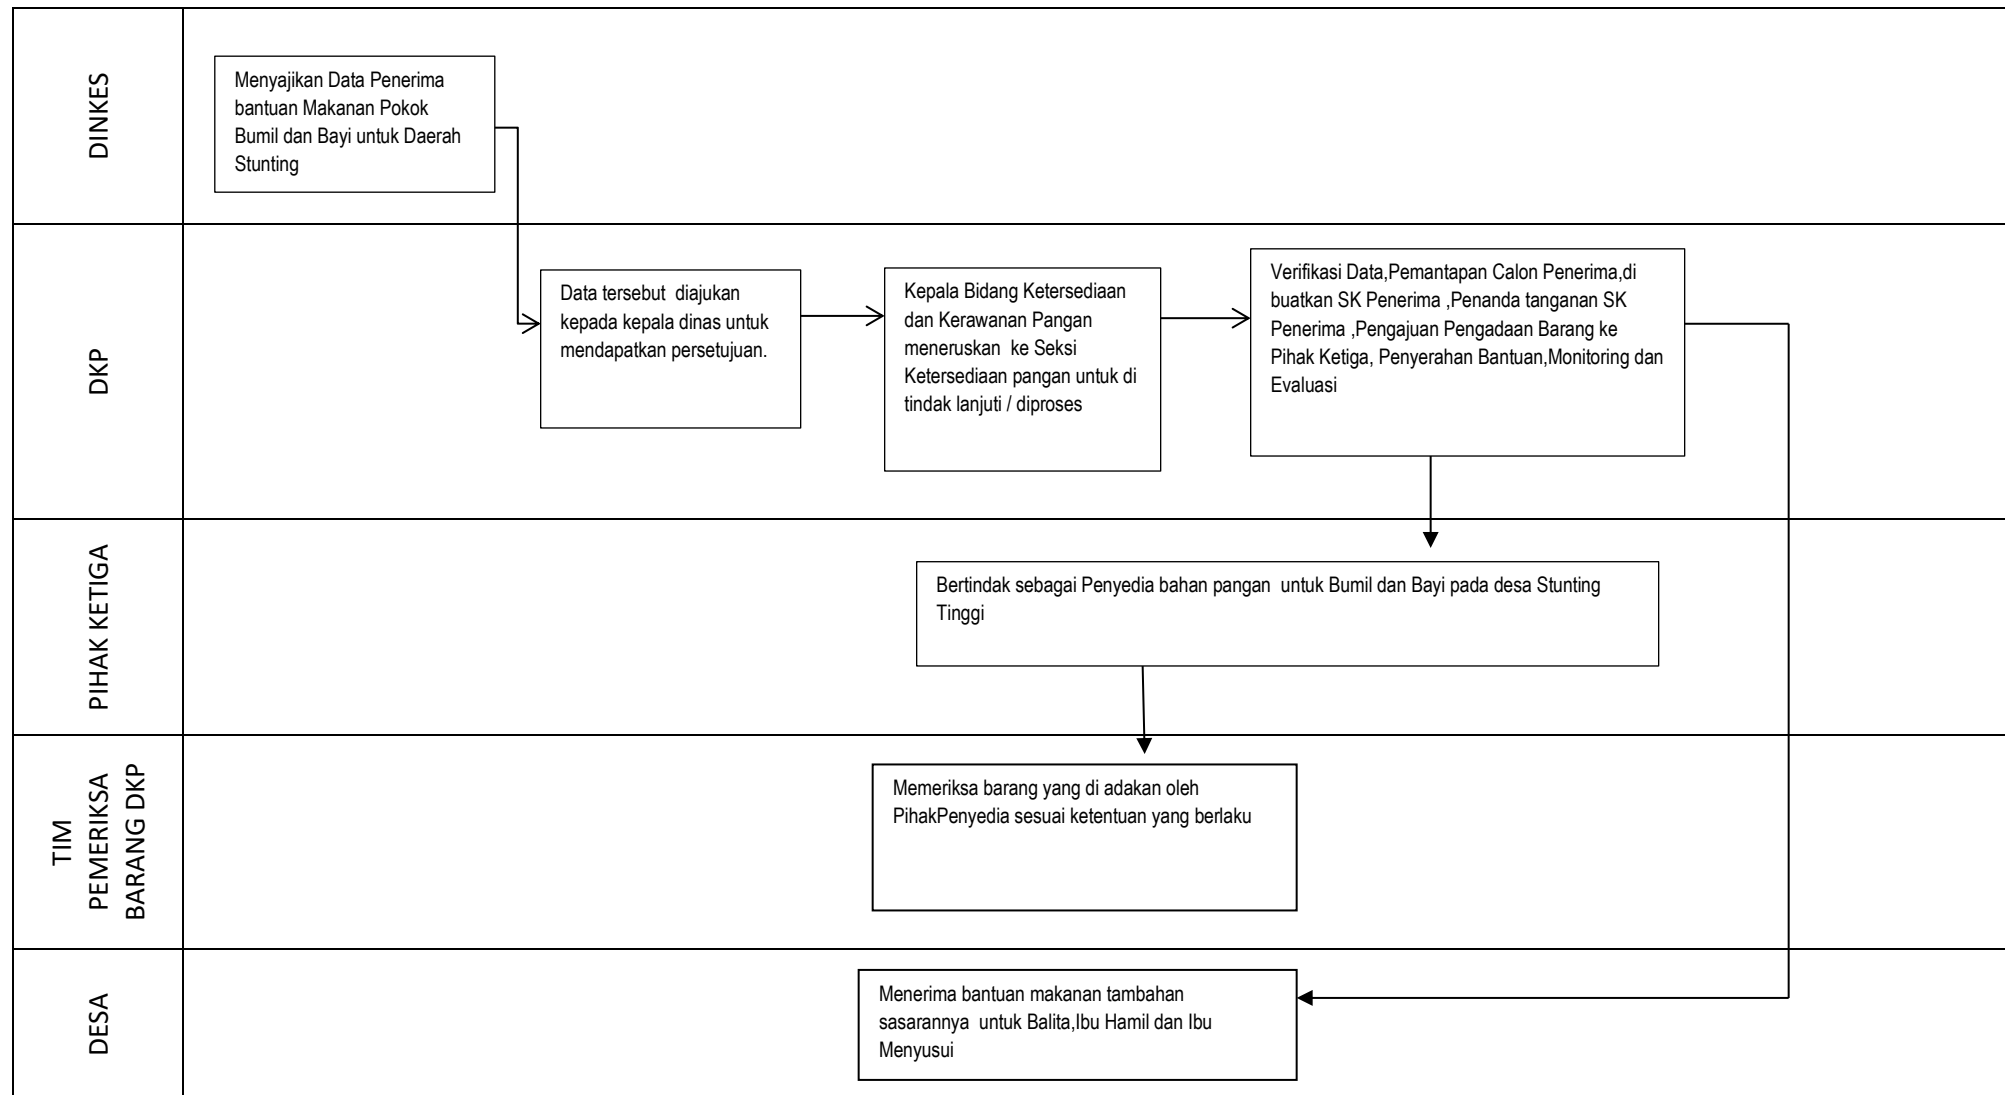 DINKES
Menyajikan Data Penerima
bantuan Makanan Pokok
Bumil dan Bayi untuk Daerah
Stunting
DKP
Data tersebut diajukan
kepada kepala dinas untuk
mendapatkan persetujuan.
Kepala Bidang Ketersediaan
dan Kerawanan Pangan
meneruskan ke Seksi
Ketersediaan pangan untuk di
tindak lanjuti / diproses
Verifikasi Data,Pemantapan Calon Penerima,di
buatkan SK Penerima ,Penanda tanganan SK
Penerima ,Pengajuan Pengadaan Barang ke
Pihak Ketiga, Penyerahan Bantuan,Monitoring dan
Evaluasi
PIHAK KETIGA
Bertindak sebagai Penyedia bahan pangan untuk Bumil dan Bayi pada desa Stunting
Tinggi
TIM
PEMERIKSA
BARANG DKP
Memeriksa barang yang di adakan oleh
PihakPenyedia sesuai ketentuan yang berlaku
DESA
Menerima bantuan makanan tambahan
sasarannya untuk Balita,Ibu Hamil dan Ibu
Menyusui